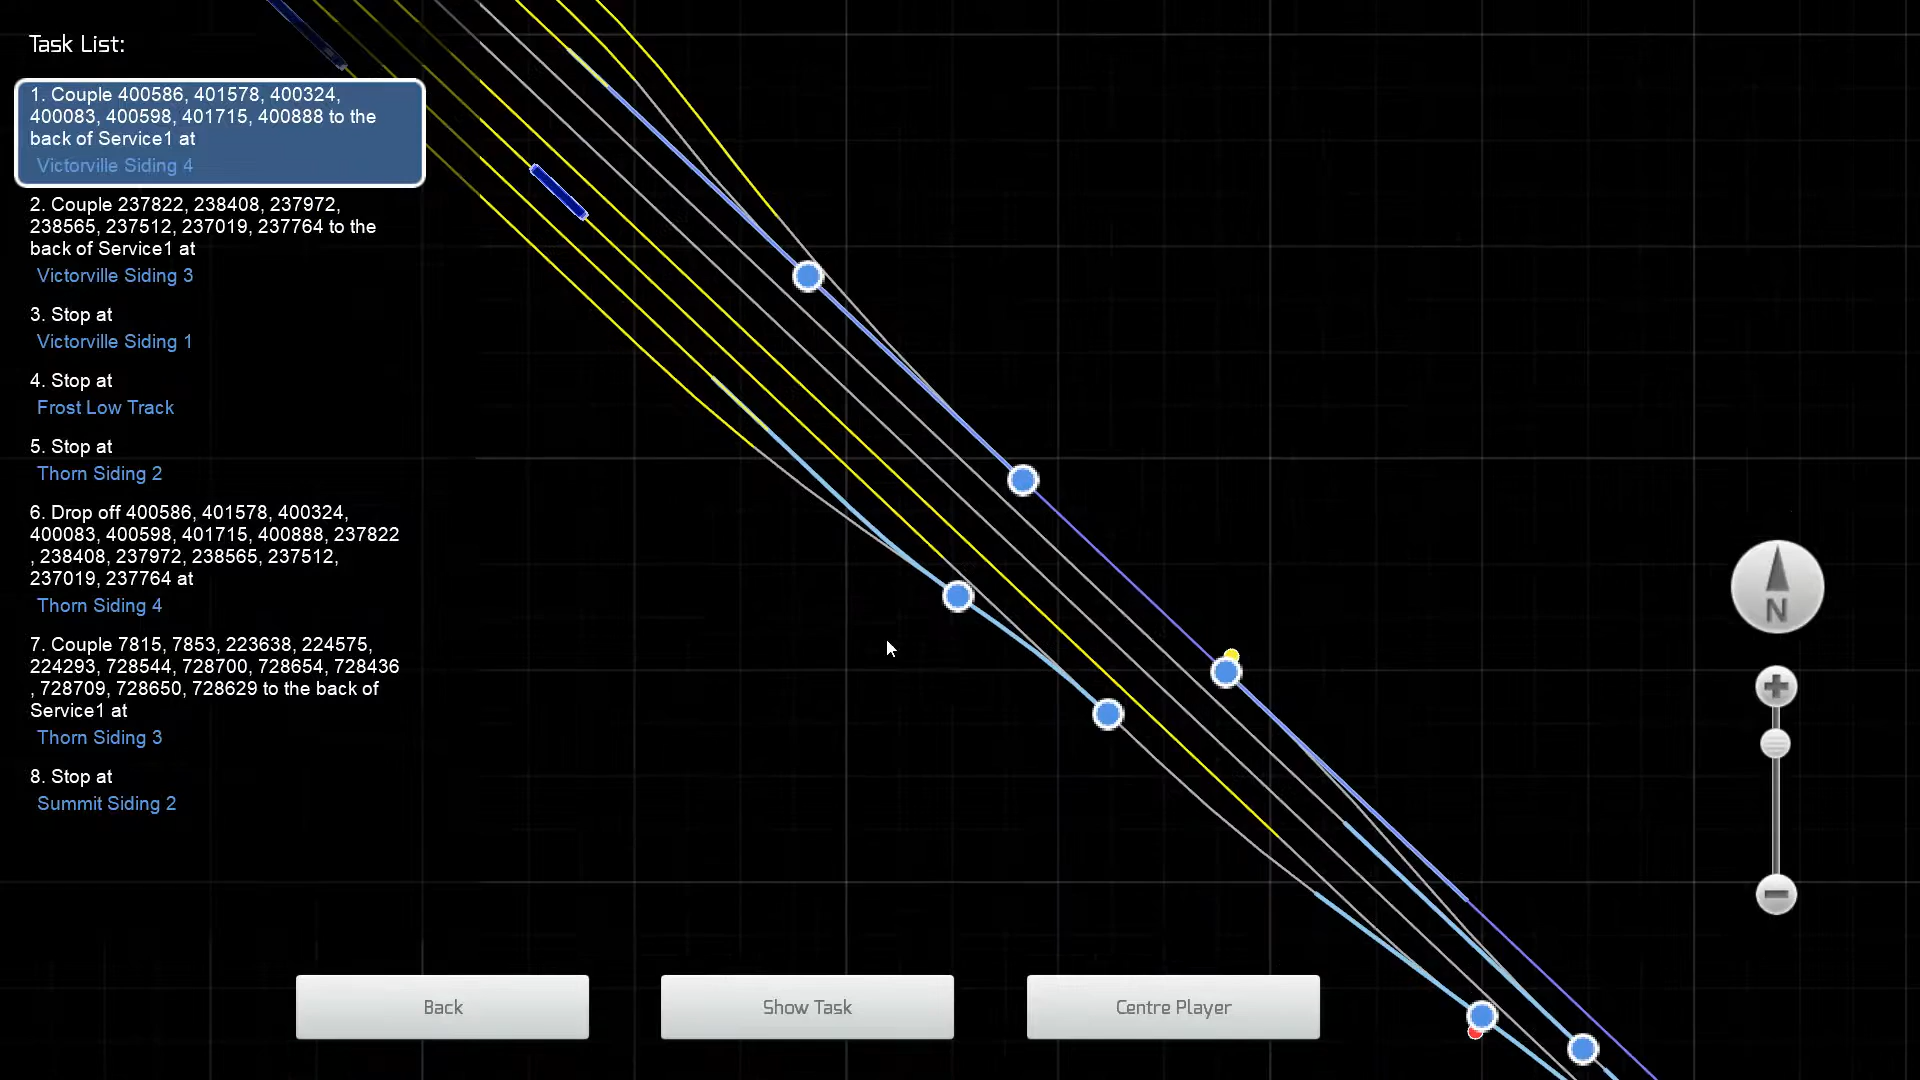 Task List:
1. Couple 400586, 401578, 400324,
400083, 400598, 401715, 400888 to the
back of Service1 at
Victorville Siding 4
2. Couple 237822, 238408, 237972,
238565, 237512, 237019, 237764 to the
back of Service1 at
Victorville Siding 3
3. Stop at
Victorville Siding 1
4. Stop at
Frost Low Track
5. Stop at
Thorn Siding 2
6. Drop off 400586, 401578, 400324,
400083, 400598, 401715, 400888, 237822
, 238408, 237972, 238565, 237512,
237019, 237764 at
Thorn Siding 4
7. Couple 7815, 7853, 223638, 224575,
224293, 728544, 728700, 728654, 728436
, 728709, 728650, 728629 to the back of
Service1 at
Thorn Siding 3
8. Stop at
Summit Siding 2
N
Back
Show Task
Centre Player